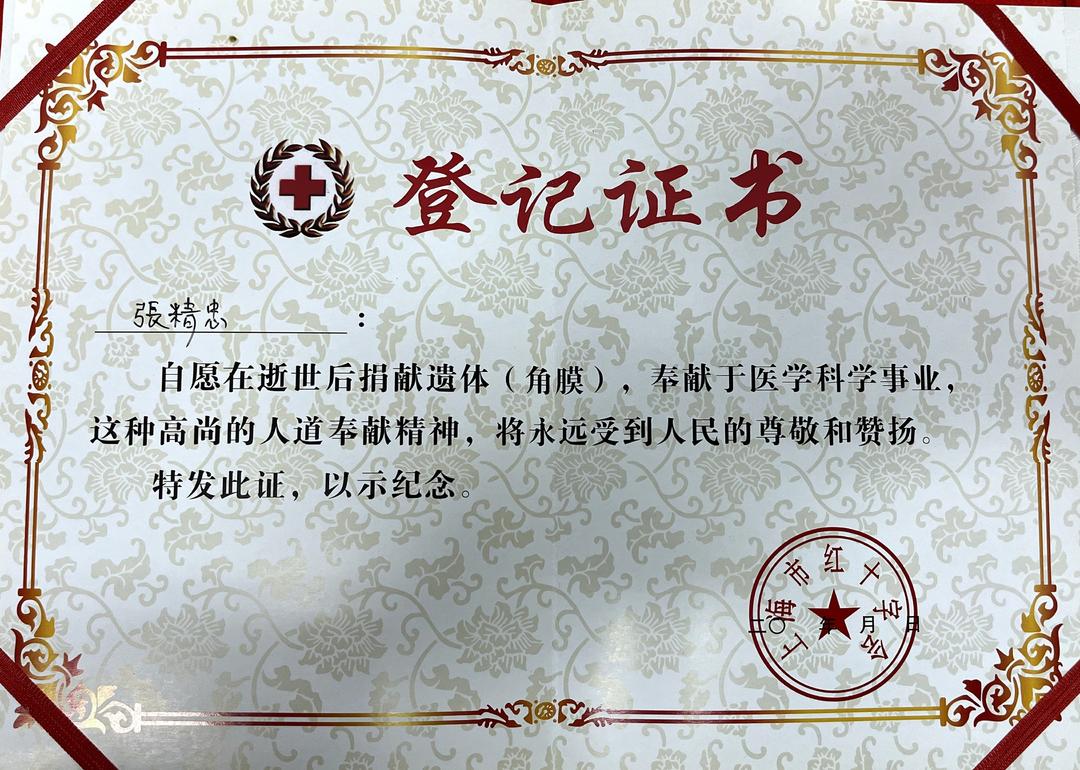 登记证书
張精忠：
自愿在逝世后捐献遗体（角膜），奉献于医学科学事业，
这种高尚的人道奉献精神，将永远受到人民的尊敬和赞扬。
特发此证，以示纪念。
上海市红十字会
二〇 年 月 日